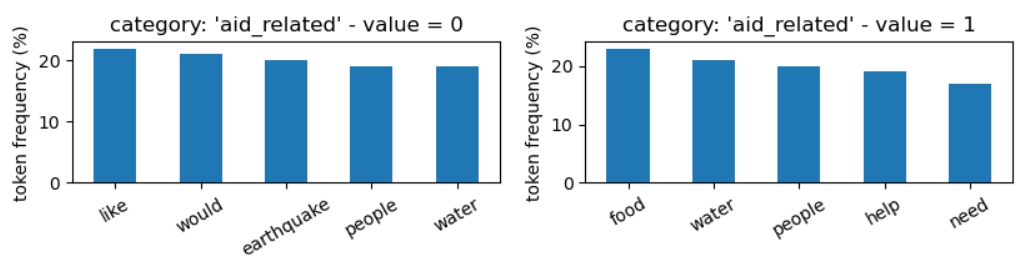 category: 'aid_related' - value = 0
token frequency (%)
20
10
0
like
would
earthquake
people
water
category: 'aid_related' - value = 1
token frequency (%)
20
10
0
food
water
people
help
need